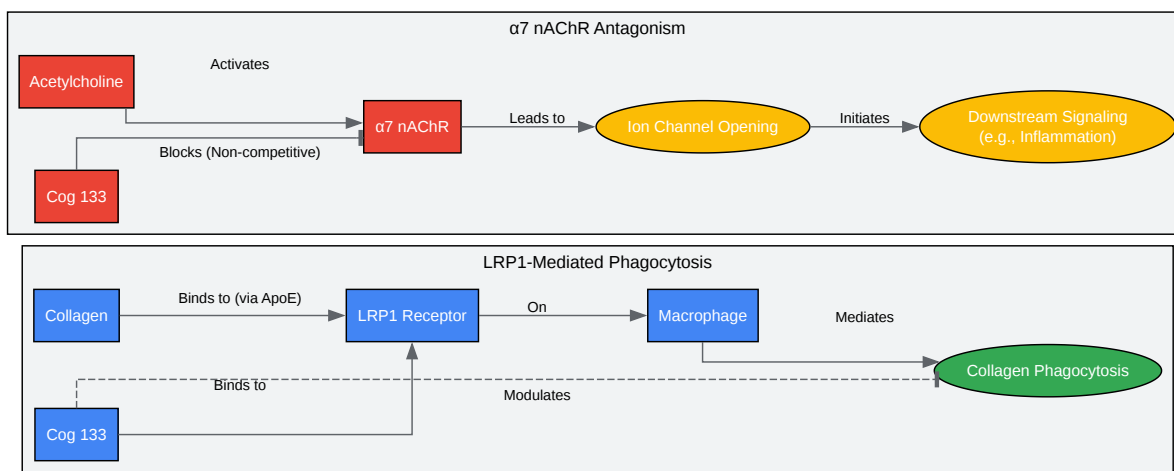 α7 nAChR Antagonism
Acetylcholine
Activates
α7 nAChR
Leads to
Ion Channel Opening
Initiates
Downstream Signaling
(e.g., Inflammation)
Blocks (Non-competitive)
Cog 133
LRP1-Mediated Phagocytosis
Collagen
Binds to (via ApoE)
LRP1 Receptor
On
Macrophage
Mediates
Collagen Phagocytosis
Binds to
Modulates
Cog 133